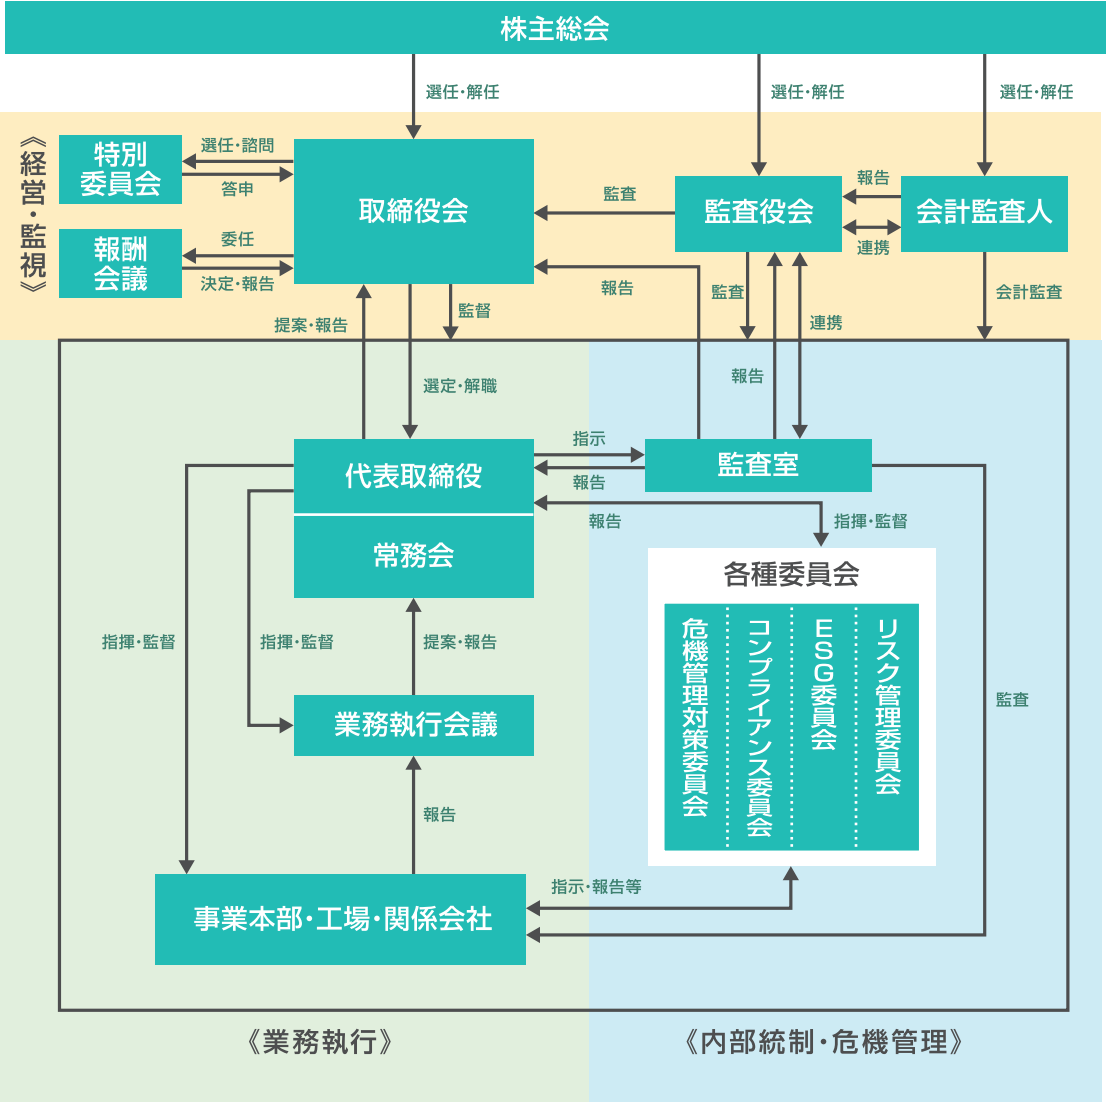 株主総会
選任・解任
選任・解任
選任・解任
《経営・監視》
特別
委員会
選任・諮問
答申
取締役会
監査
監査役会
報告
連携
会計監査人
報酬
会議
委任
決定・報告
報告
監査
会計監査
提案・報告
監督
連携
選定・解職
報告
代表取締役
指示
報告
監査室
報告
指揮・監督
常務会
各種委員会
危機管理対策委員会
コンプライアンス委員会
ESG委員会
リスク管理委員会
指揮・監督
指揮・監督
提案・報告
監査
業務執行会議
報告
事業本部・工場・関係会社
指示・報告等
《業務執行》
《内部統制・危機管理》